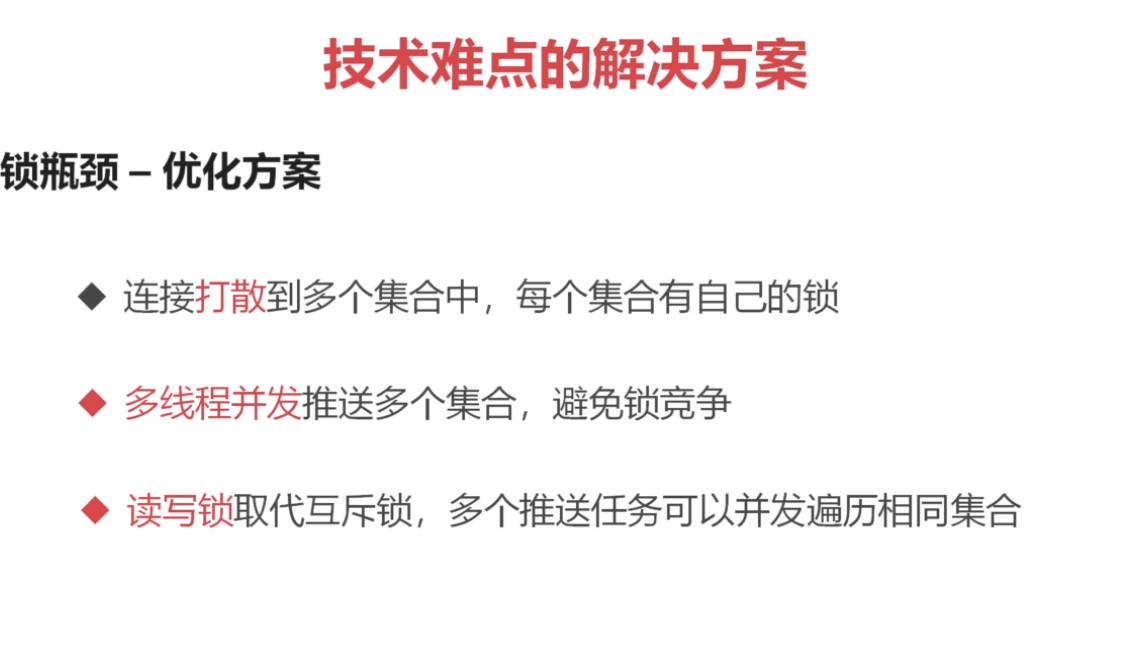 技术难点的解决方案
锁瓶颈 – 优化方案
◆ 连接打散到多个集合中，每个集合有自己的锁
◆ 多线程并发推送多个集合，避免锁竞争
◆ 读写锁取代互斥锁，多个推送任务可以并发遍历相同集合